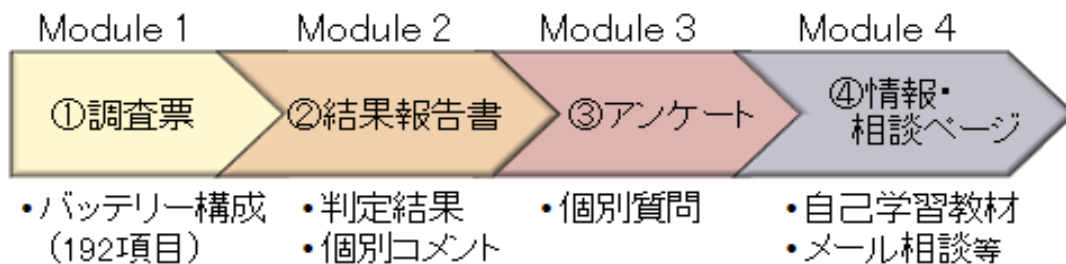 Module 1
Module 2
Module 3
Module 4
①調査票
②結果報告書
③アンケート
④情報・
相談ページ
•バッテリー構成
(192項目)
•判定結果
•個別コメント
•個別質問
•自己学習教材
•メール相談等